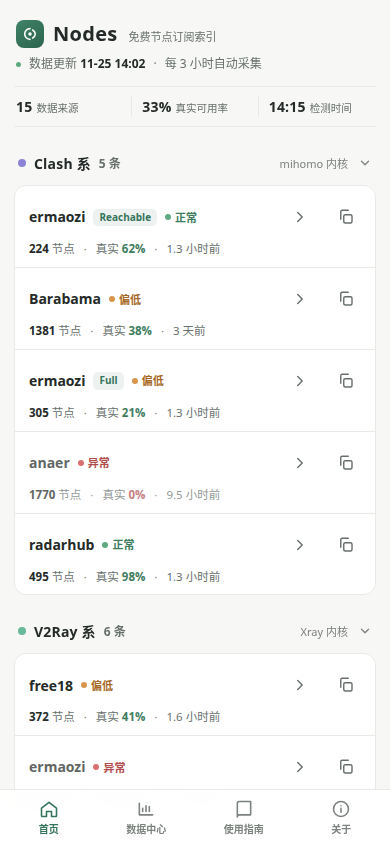 Nodes 免费节点订阅索引
数据更新 11-25 14:02 · 每 3 小时自动采集
15 数据来源 33% 真实可用率 14:15 检测时间
Clash 系 5 条 mihomo 内核
ermaozi Reachable 正常
224 节点 · 真实 62% · 1.3 小时前
Barabama 偏低
1381 节点 · 真实 38% · 3 天前
ermaozi Full 偏低
305 节点 · 真实 21% · 1.3 小时前
anaer 异常
1770 节点 · 真实 0% · 9.5 小时前
radarhub 正常
495 节点 · 真实 98% · 1.3 小时前
V2Ray 系 6 条 Xray 内核
free18 偏低
372 节点 · 真实 41% · 1.6 小时前
ermaozi 异常
首页 数据中心 使用指南 关于